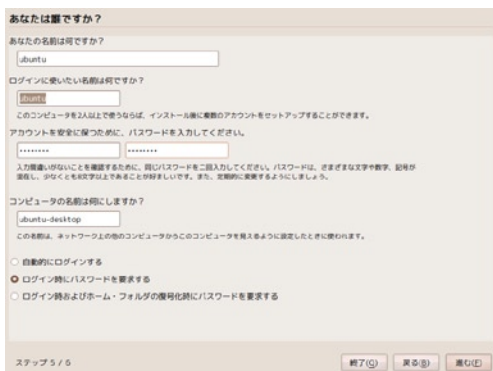 あなたは誰ですか？
あなたの名前は何ですか？
ubuntu
ログインに使いたい名前は何ですか？
ubuntu
このコンピュータを2人以上で使うならば、インストール後に複数のアカウントをセットアップすることができます。
アカウントを安全に保つために、パスワードを入力してください。
入力間違いがないことを確認するために、同じパスワードを二回入力してください。パスワードは、さまざまな文字や数字、記号が
混在し、少なくとも8文字以上であることが好ましいです。また、定期的に変更するようにしましょう。
コンピュータの名前は何にしますか？
ubuntu-desktop
この名前は、ネットワーク上の他のコンピュータからこのコンピュータを見えるように設定したときに使われます。
自動的にログインする
ログイン時にパスワードを要求する
ログイン時およびホーム・フォルダの復号化時にパスワードを要求する
ステップ 5 / 6
終了(Q) 戻る(B) 進む(F)